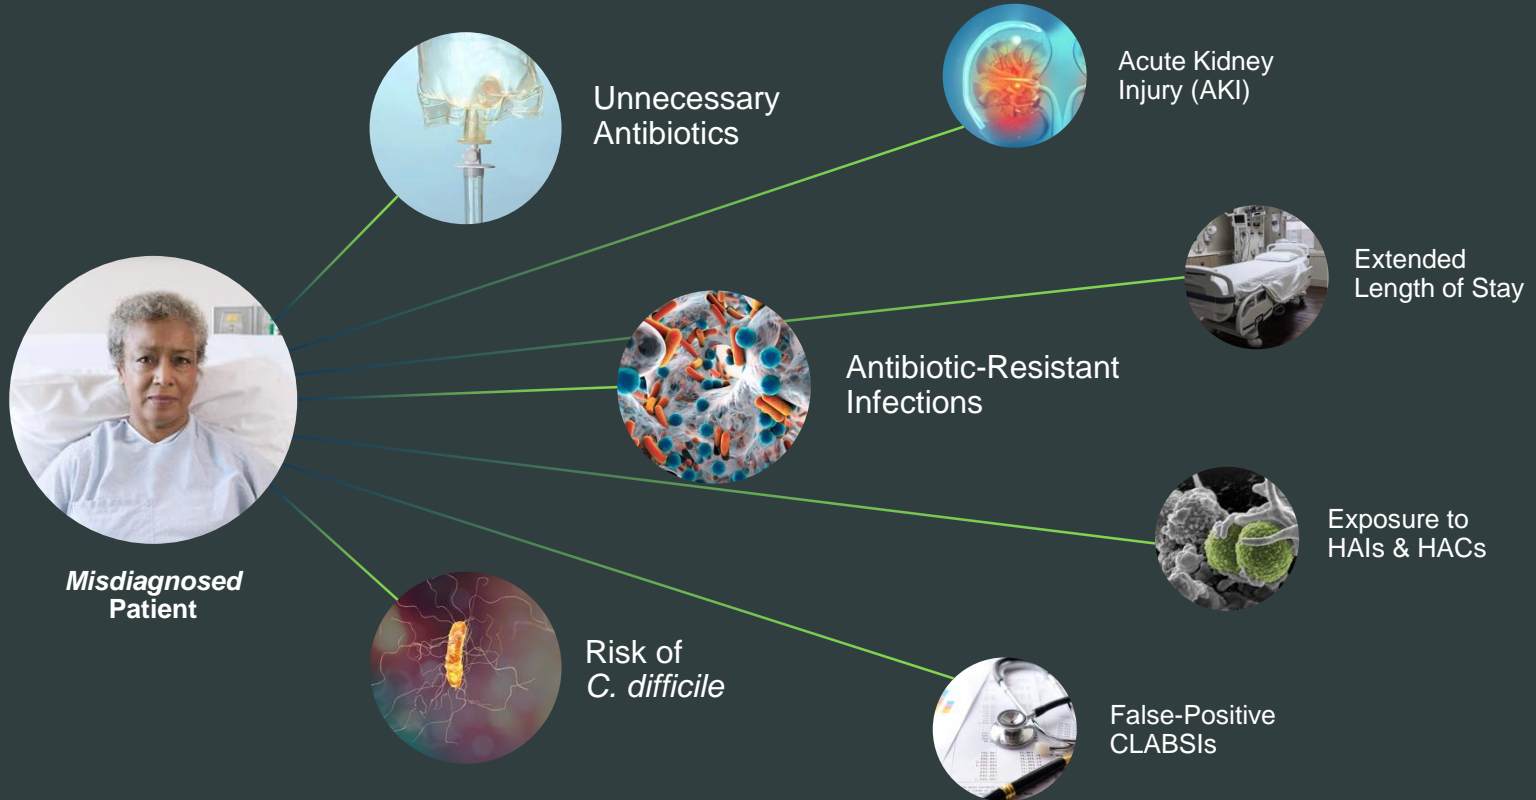 Unnecessary
Antibiotics
Acute Kidney
Injury (AKI)
Extended
Length of Stay
Antibiotic-Resistant
Infections
Exposure to
HAIs & HACs
Misdiagnosed
Patient
Risk of
C. difficile
False-Positive
CLABSIs